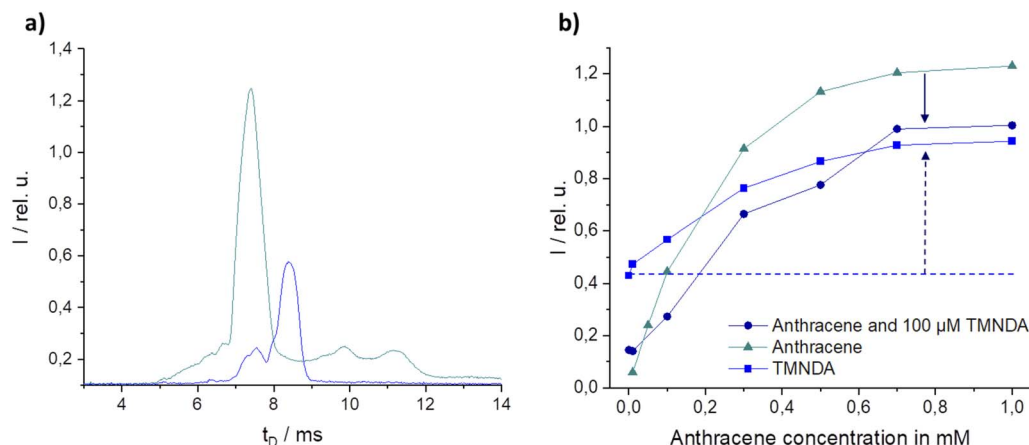 a)
1,4
1,2
1,0
0,8
0,6
0,4
0,2
I / rel. u.
4 6 8 10 12 14
t_D / ms
b)
1,2
1,0
0,8
0,6
0,4
0,2
0,0
I / rel. u.
Anthracene and 100 µM TMNDA
Anthracene
TMNDA
0,0 0,2 0,4 0,6 0,8 1,0
Anthracene concentration in mM